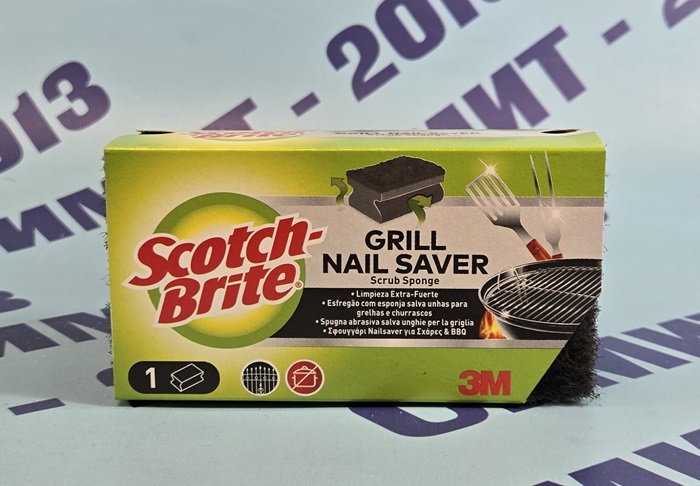 Scotch-
Brite®
GRILL
NAIL SAVER
Scrub Sponge
• Limpieza Extra-Fuerte
• Esfregão com esponja salva unhas para
grelhas e churrascos
• Spugna abrasiva salva unghie per la griglia
• Σφουγγάρι Nailsaver για Σχάρες & BBQ
1
3M